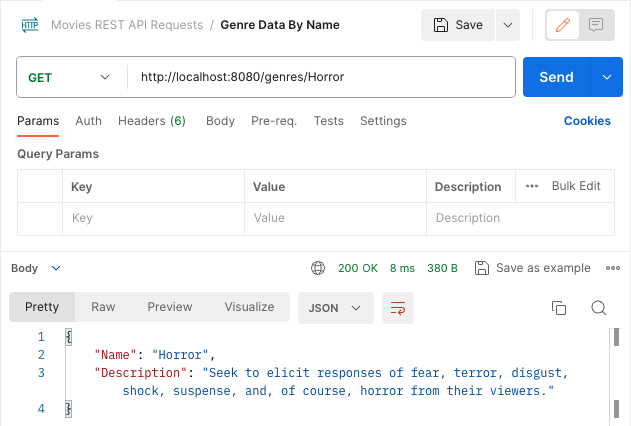 HTTP Movies REST API Requests / Genre Data By Name Save
GET http://localhost:8080/genres/Horror Send
Params Auth Headers (6) Body Pre-req. Tests Settings Cookies
Query Params
Key Value Description ••• Bulk Edit
Key Value Description
Body 200 OK 8 ms 380 B Save as example •••
Pretty Raw Preview Visualize JSON
1 {
2 "Name": "Horror",
3 "Description": "Seek to elicit responses of fear, terror, disgust,
shock, suspense, and, of course, horror from their viewers."
4 }